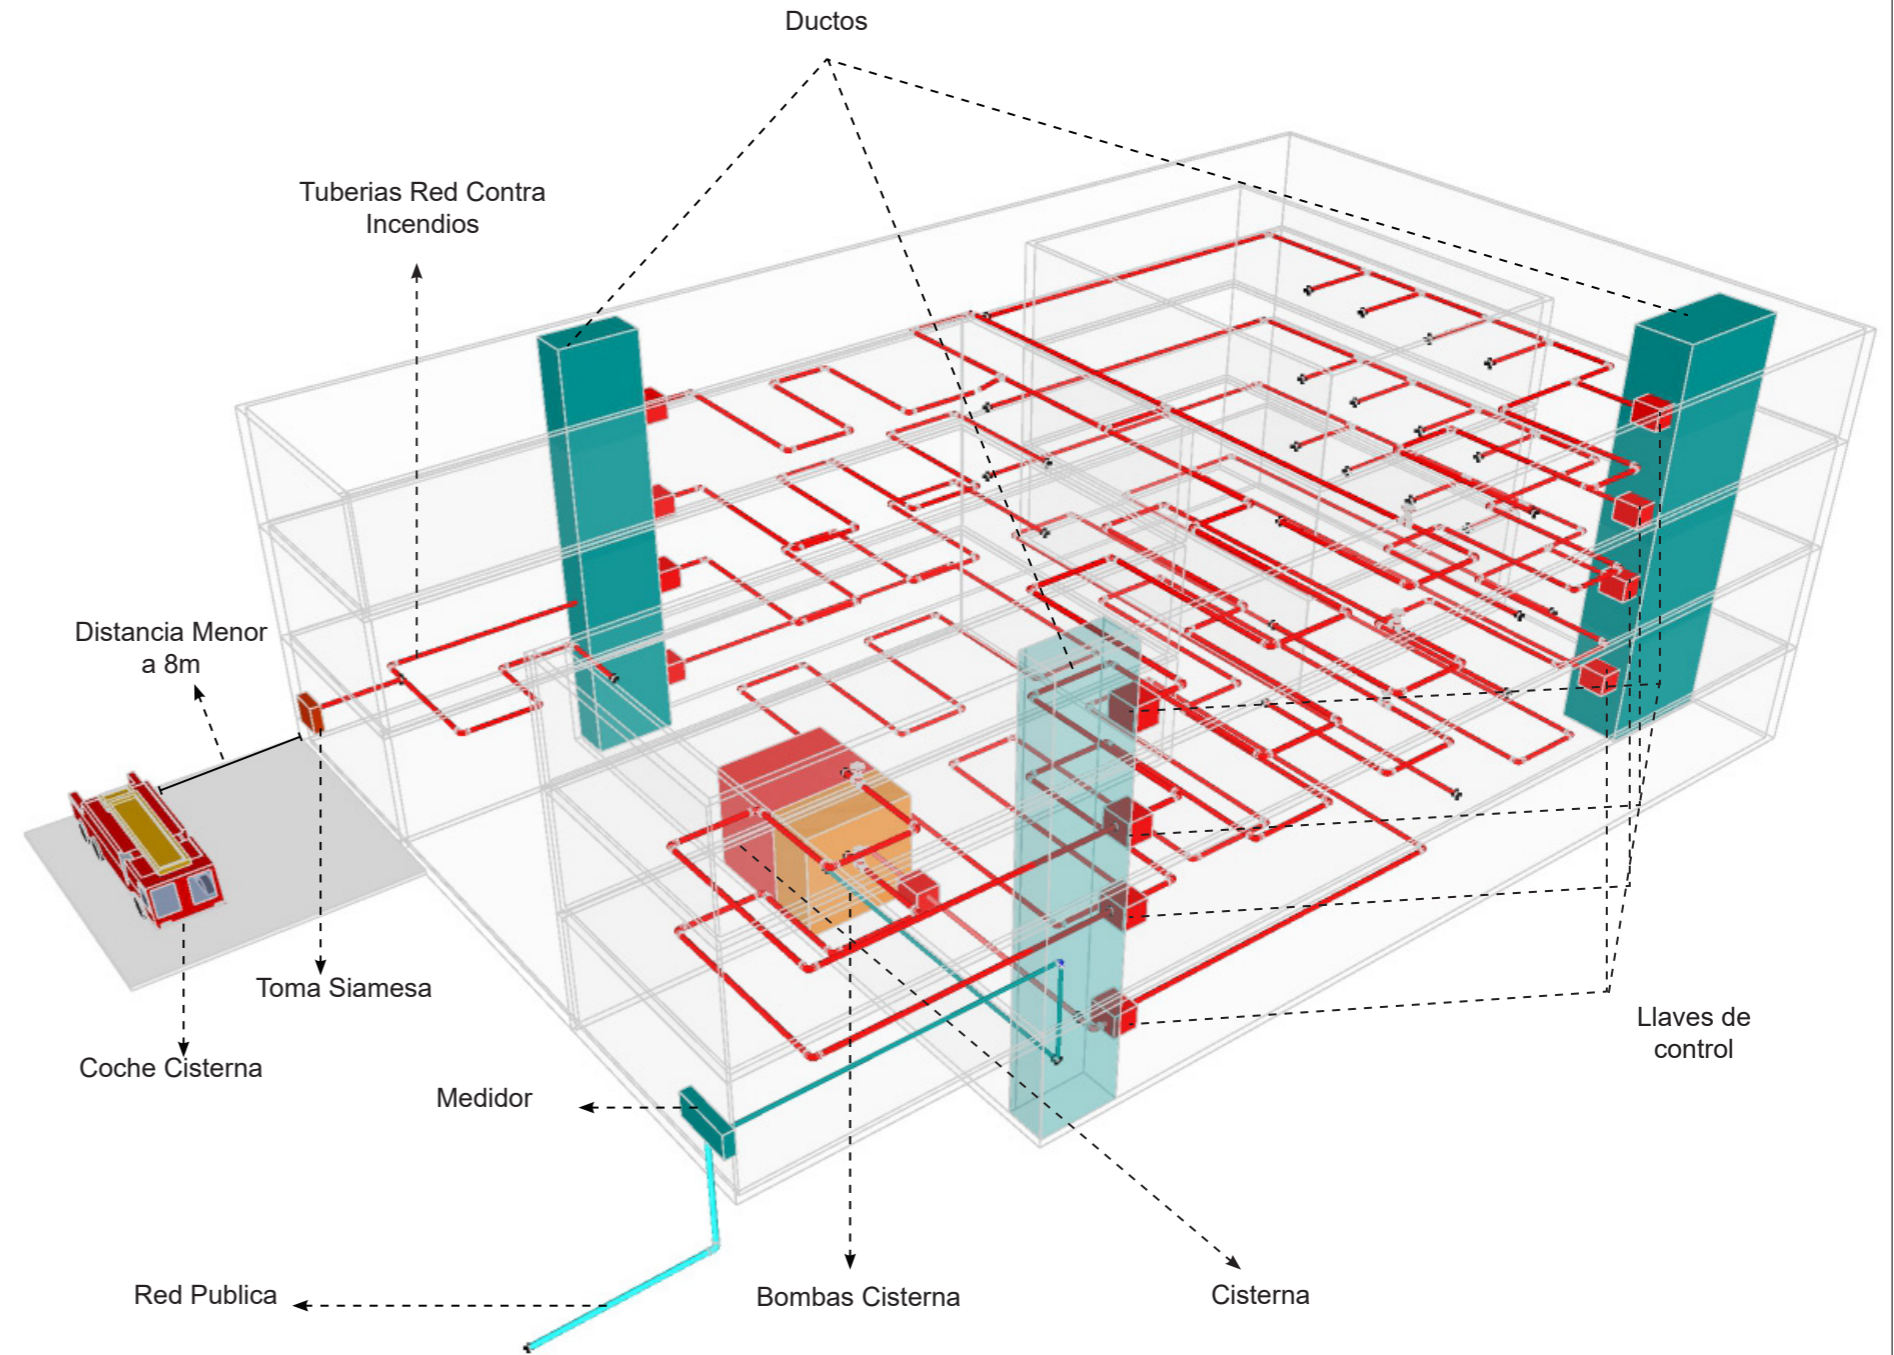 Ductos
Tuberias Red Contra
Incendios
Distancia Menor
a 8m
Toma Siamesa
Coche Cisterna
Llaves de
control
Medidor
Red Publica
Bombas Cisterna
Cisterna